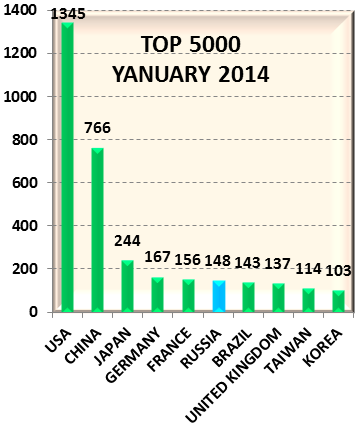 1400
1200
1000
800
600
400
200
0
TOP 5000
YANUARY 2014
1345
766
244
167
156
148
143
137
114
103
USA
CHINA
JAPAN
GERMANY
FRANCE
RUSSIA
BRAZIL
UNITED KINGDOM
TAIWAN
KOREA